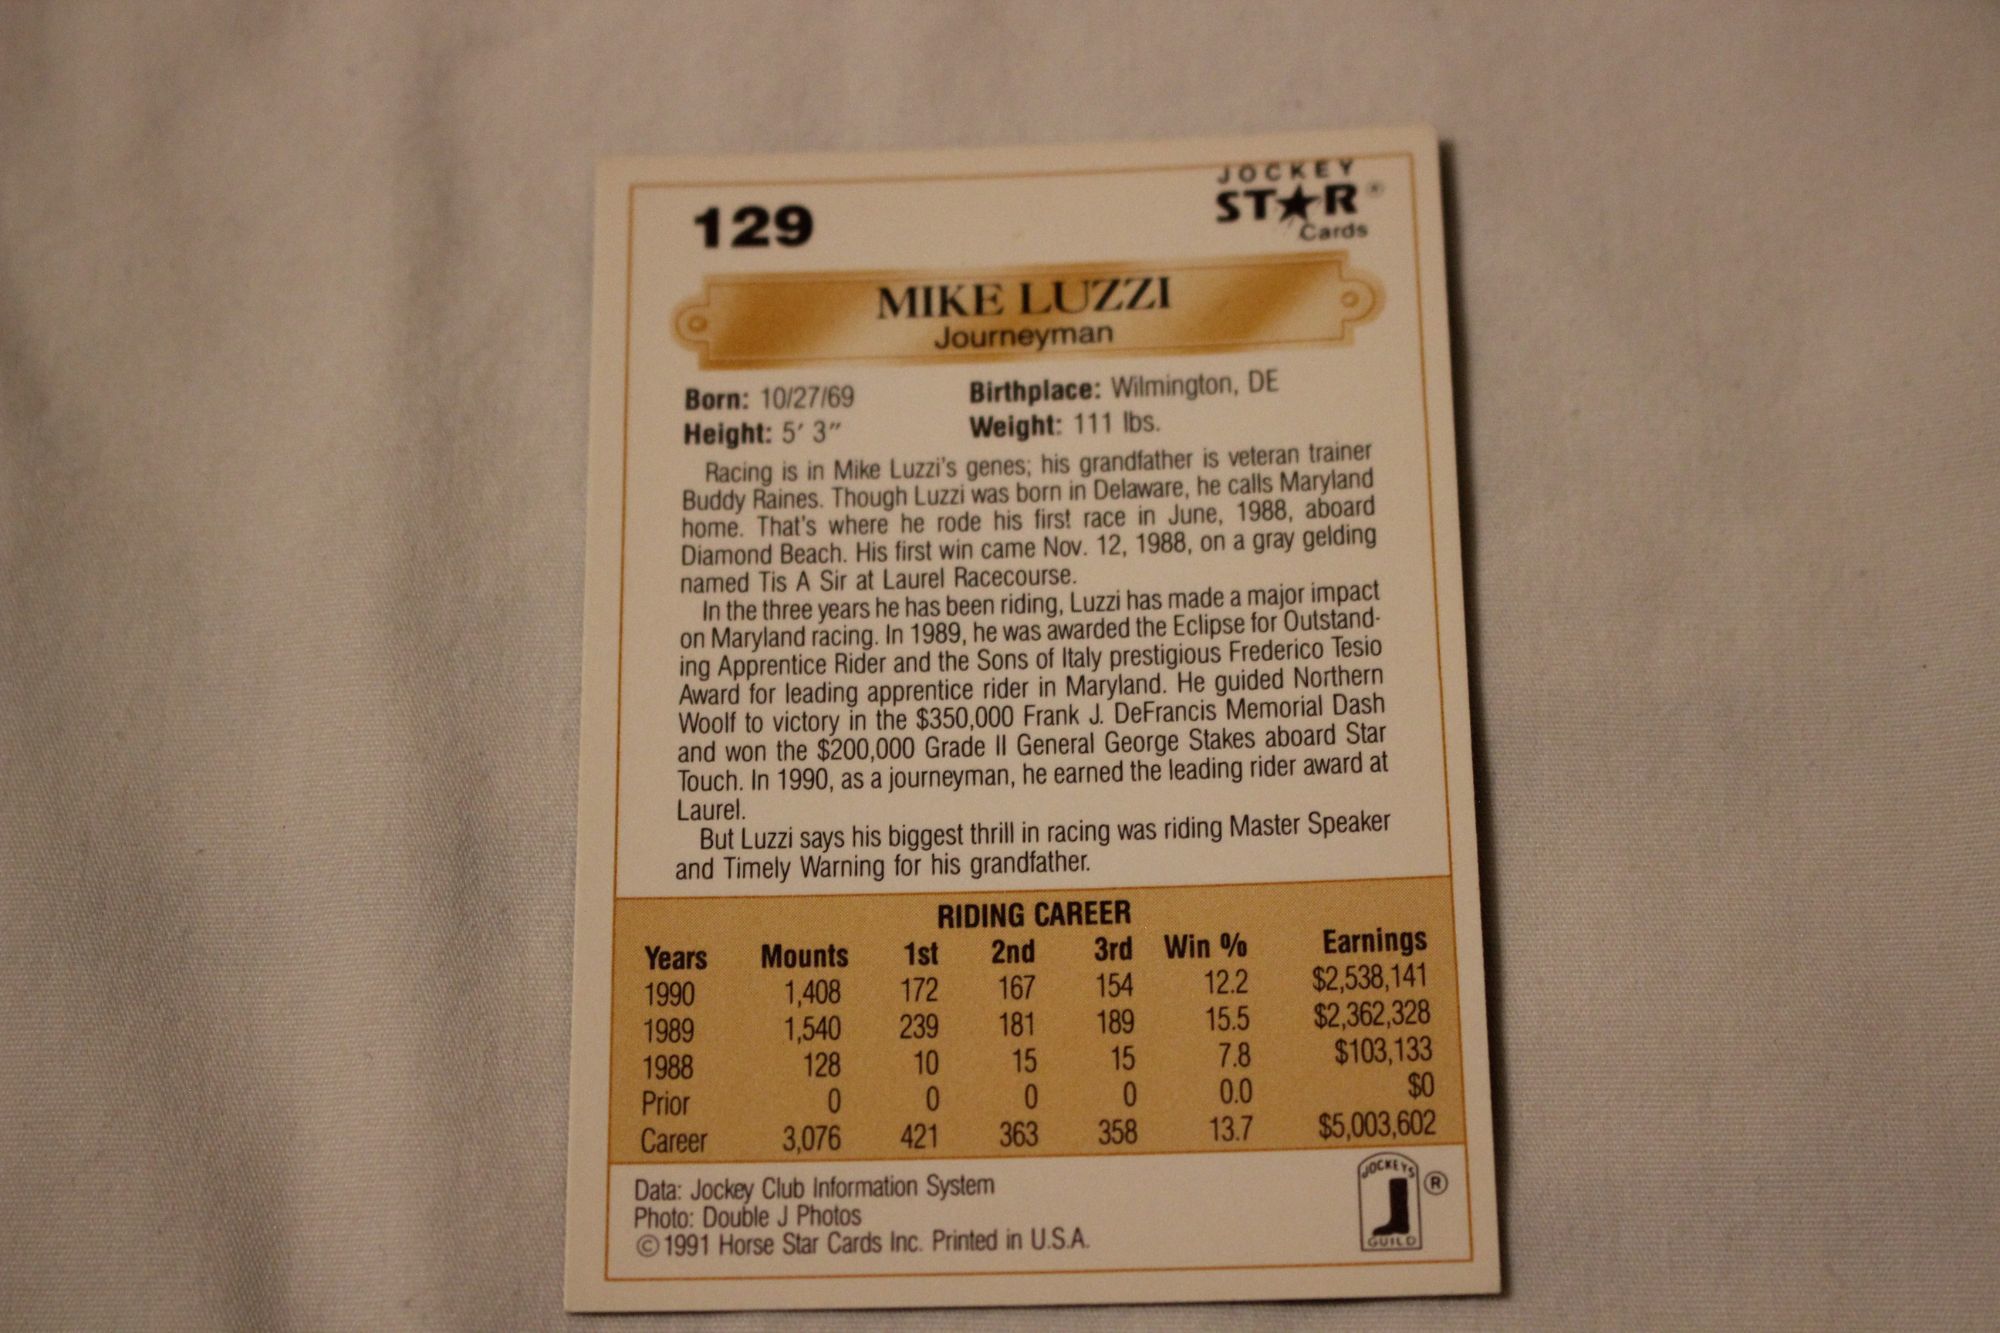 129
JOCKEY
ST★R®
Cards
MIKE LUZZI
Journeyman
Born: 10/27/69 Birthplace: Wilmington, DE
Height: 5' 3" Weight: 111 lbs.
Racing is in Mike Luzzi's genes; his grandfather is veteran trainer
Buddy Raines. Though Luzzi was born in Delaware, he calls Maryland
home. That's where he rode his first race in June, 1988, aboard
Diamond Beach. His first win came Nov. 12, 1988, on a gray gelding
named Tis A Sir at Laurel Racecourse.
In the three years he has been riding, Luzzi has made a major impact
on Maryland racing. In 1989, he was awarded the Eclipse for Outstand-
ing Apprentice Rider and the Sons of Italy prestigious Frederico Tesio
Award for leading apprentice rider in Maryland. He guided Northern
Woolf to victory in the $350,000 Frank J. DeFrancis Memorial Dash
and won the $200,000 Grade II General George Stakes aboard Star
Touch. In 1990, as a journeyman, he earned the leading rider award at
Laurel.
But Luzzi says his biggest thrill in racing was riding Master Speaker
and Timely Warning for his grandfather.
RIDING CAREER
Years Mounts 1st 2nd 3rd Win % Earnings
1990 1,408 172 167 154 12.2 $2,538,141
1989 1,540 239 181 189 15.5 $2,362,328
1988 128 10 15 15 7.8 $103,133
Prior 0 0 0 0 0.0 $0
Career 3,076 421 363 358 13.7 $5,003,602
Data: Jockey Club Information System
Photo: Double J Photos
©1991 Horse Star Cards Inc. Printed in U.S.A.
JOCKEYS
GUILD
®